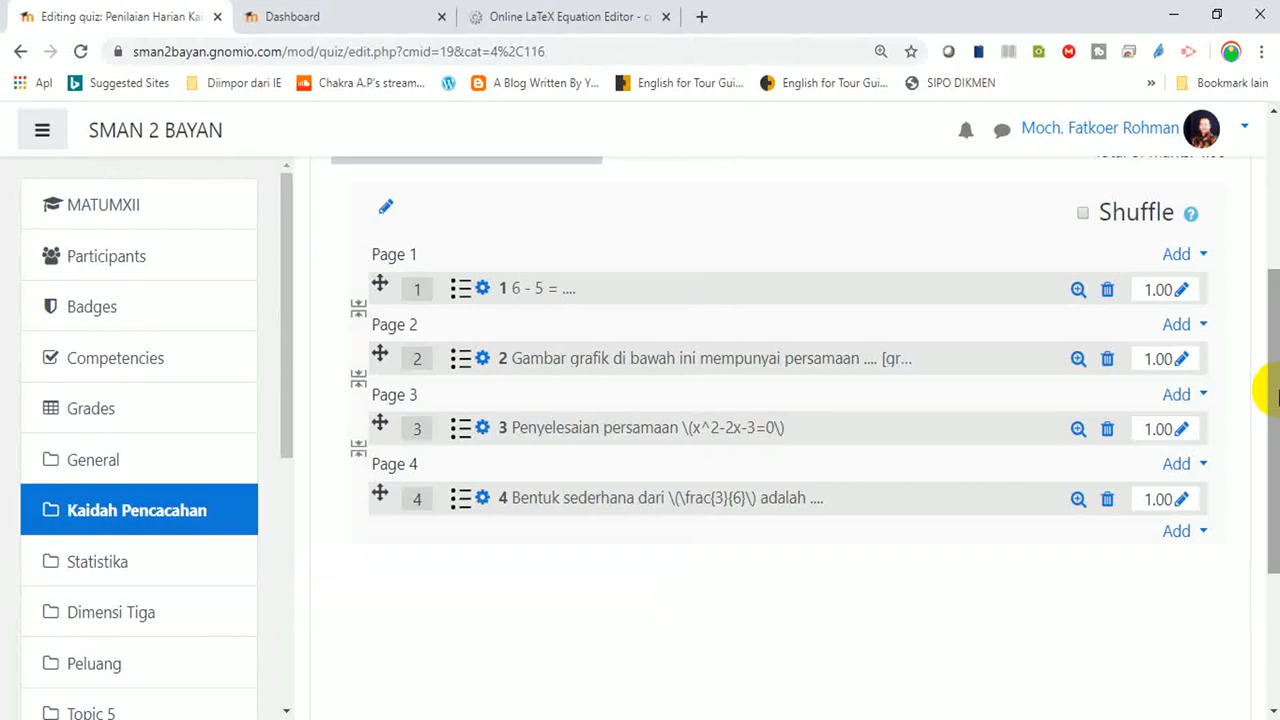 Editing quiz: Penilaian Harian Kai
Dashboard
Online LaTeX Equation Editor - c
sman2bayan.gnomio.com/mod/quiz/edit.php?cmid=19&cat=4%2C116
Apl
Suggested Sites
Diimpor dari IE
Chakra A.P's stream...
A Blog Written By Y...
English for Tour Gui...
English for Tour Gui...
SIPO DIKMEN
»
Bookmark lain
SMAN 2 BAYAN
Moch. Fatkoer Rohman
MATUMXII
Participants
Badges
Competencies
Grades
General
Kaidah Pencacahan
Statistika
Dimensi Tiga
Peluang
Topic 5
Shuffle
Page 1 Add
1 1 6 - 5 = .... 1.00
Page 2 Add
2 2 Gambar grafik di bawah ini mempunyai persamaan .... [gr... 1.00
Page 3 Add
3 3 Penyelesaian persamaan \(x^2-2x-3=0\) 1.00
Page 4 Add
4 4 Bentuk sederhana dari \(\frac{3}{6}\) adalah .... 1.00
Add